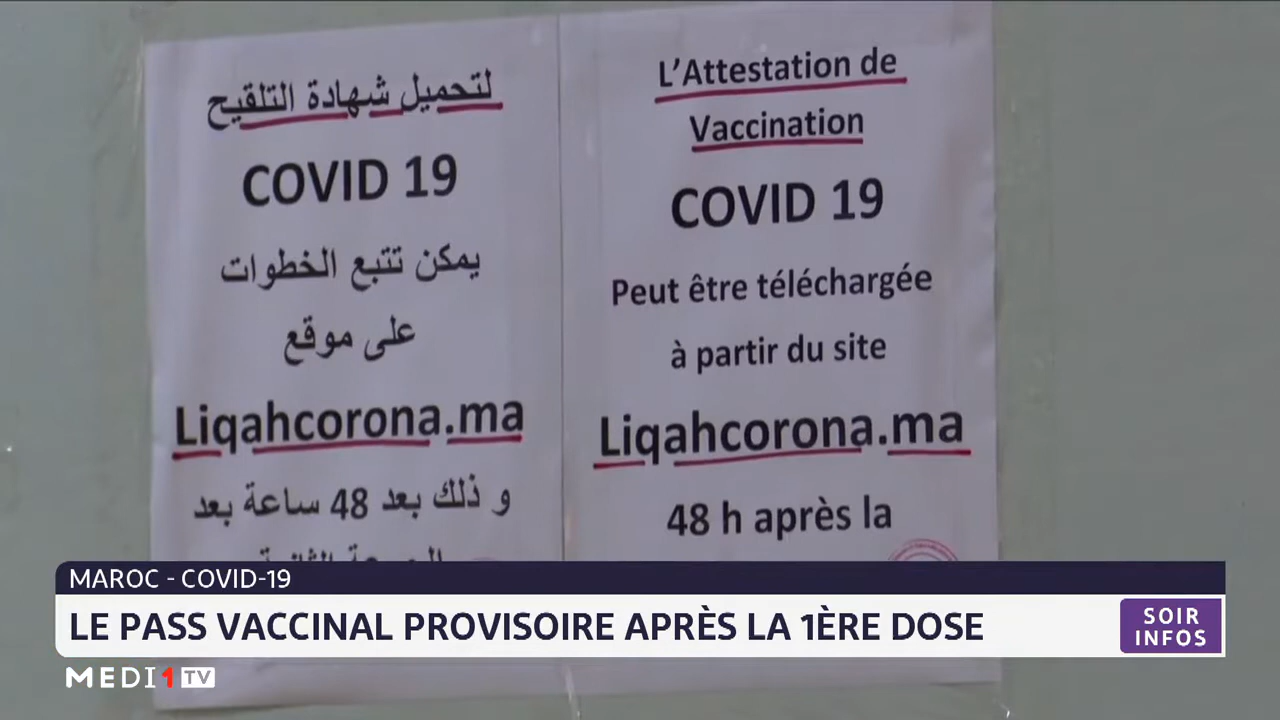 لتحميل شهادة التلقيح
COVID 19
يمكن تتبع الخطوات
على موقع
Liqahcorona.ma
و ذلك بعد 48 ساعة بعد
L'Attestation de
Vaccination
COVID 19
Peut être téléchargée
à partir du site
Liqahcorona.ma
48 h après la
MAROC - COVID-19
LE PASS VACCINAL PROVISOIRE APRÈS LA 1ÈRE DOSE
SOIR
INFOS
MEDI1TV